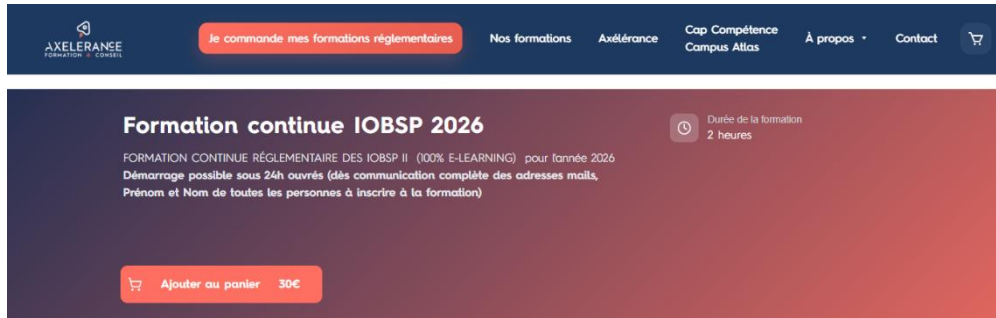 AXELERANCE
FORMATION & CONSEIL
Je commande mes formations réglementaires
Nos formations
Axélérance
Cap Compétence
Campus Atlas
À propos
Contact
Formation continue IOBSP 2026
Durée de la formation
2 heures
FORMATION CONTINUE RÉGLEMENTAIRE DES IOBSP II (100% E-LEARNING) pour l'année 2026
Démarrage possible sous 24h ouvrés (dès communication complète des adresses mails,
Prénom et Nom de toutes les personnes à inscrire à la formation)
Ajouter au panier 30€